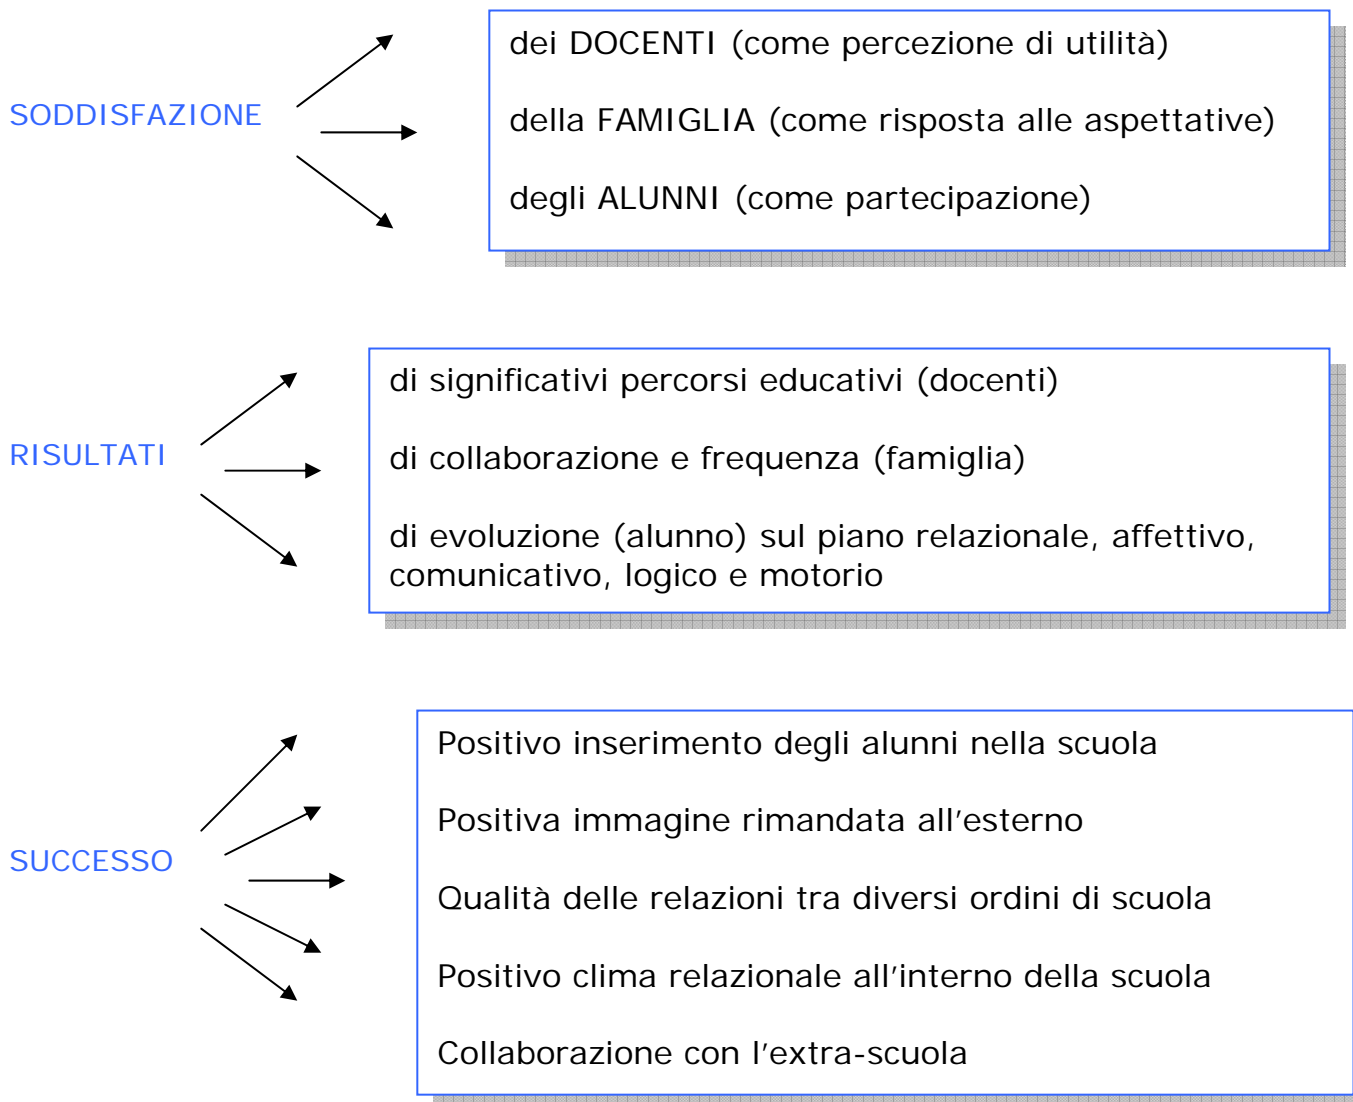 SODDISFAZIONE
dei DOCENTI (come percezione di utilità)
della FAMIGLIA (come risposta alle aspettative)
degli ALUNNI (come partecipazione)
RISULTATI
di significativi percorsi educativi (docenti)
di collaborazione e frequenza (famiglia)
di evoluzione (alunno) sul piano relazionale, affettivo,
comunicativo, logico e motorio
SUCCESSO
Positivo inserimento degli alunni nella scuola
Positiva immagine rimandata all’esterno
Qualità delle relazioni tra diversi ordini di scuola
Positivo clima relazionale all’interno della scuola
Collaborazione con l’extra-scuola